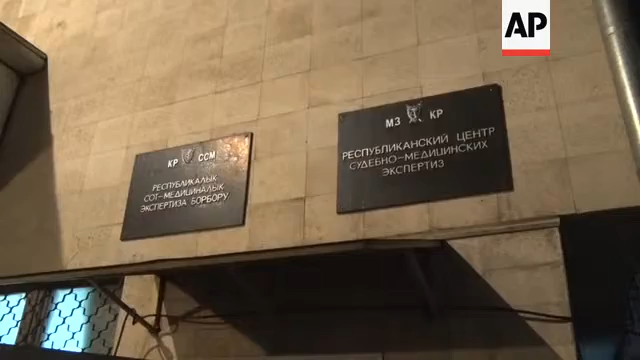 AP
КР ССМ
РЕСПУБЛИКАЛЫК
СОТ-МЕДИЦИНАЛЫК
ЭКСПЕРТИЗА БОРБОРУ
МЗ КР
РЕСПУБЛИКАНСКИЙ ЦЕНТР
СУДЕБНО-МЕДИЦИНСКИХ
ЭКСПЕРТИЗ